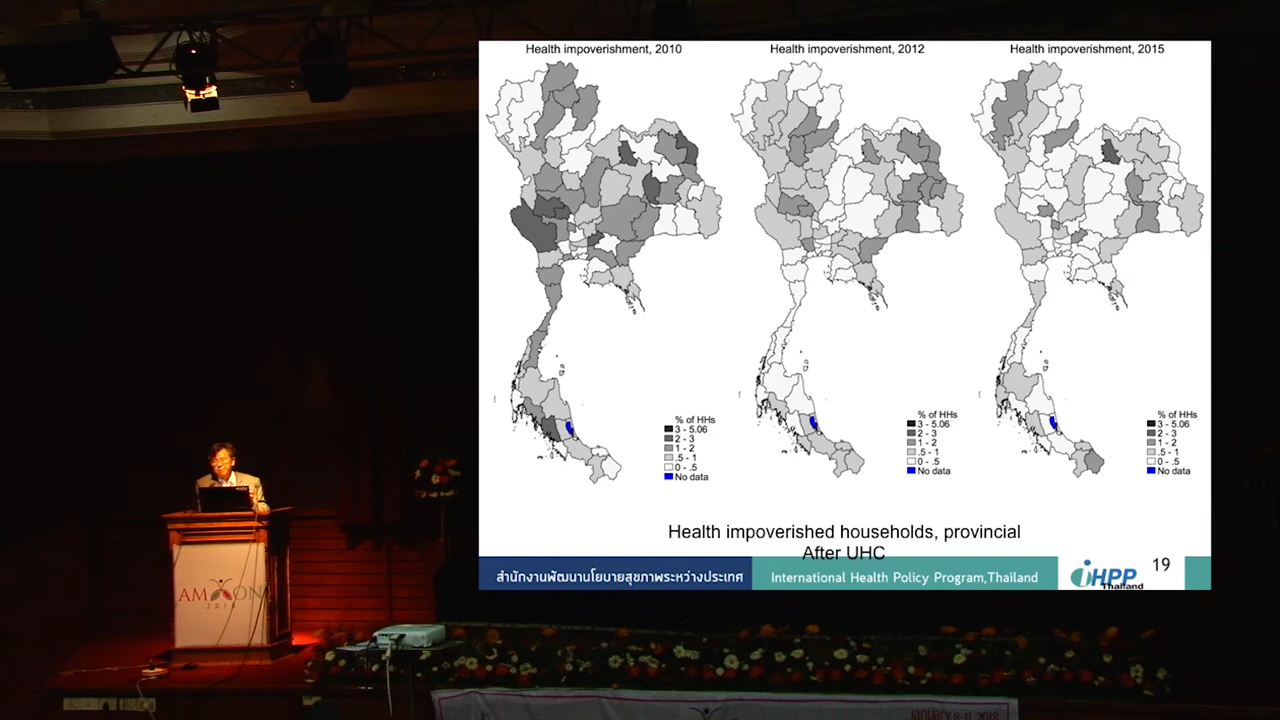 Health impoverishment, 2010
Health impoverishment, 2012
Health impoverishment, 2015
% of HHs
3 - 5.06
2 - 3
1 - 2
.5 - 1
0 - .5
No data
% of HHs
3 - 5.06
2 - 3
1 - 2
.5 - 1
0 - .5
No data
% of HHs
3 - 5.06
2 - 3
1 - 2
.5 - 1
0 - .5
No data
Health impoverished households, provincial
After UHC
สำนักงานพัฒนานโยบายสุขภาพระหว่างประเทศ
International Health Policy Program,Thailand
iHPP
Thailand
19